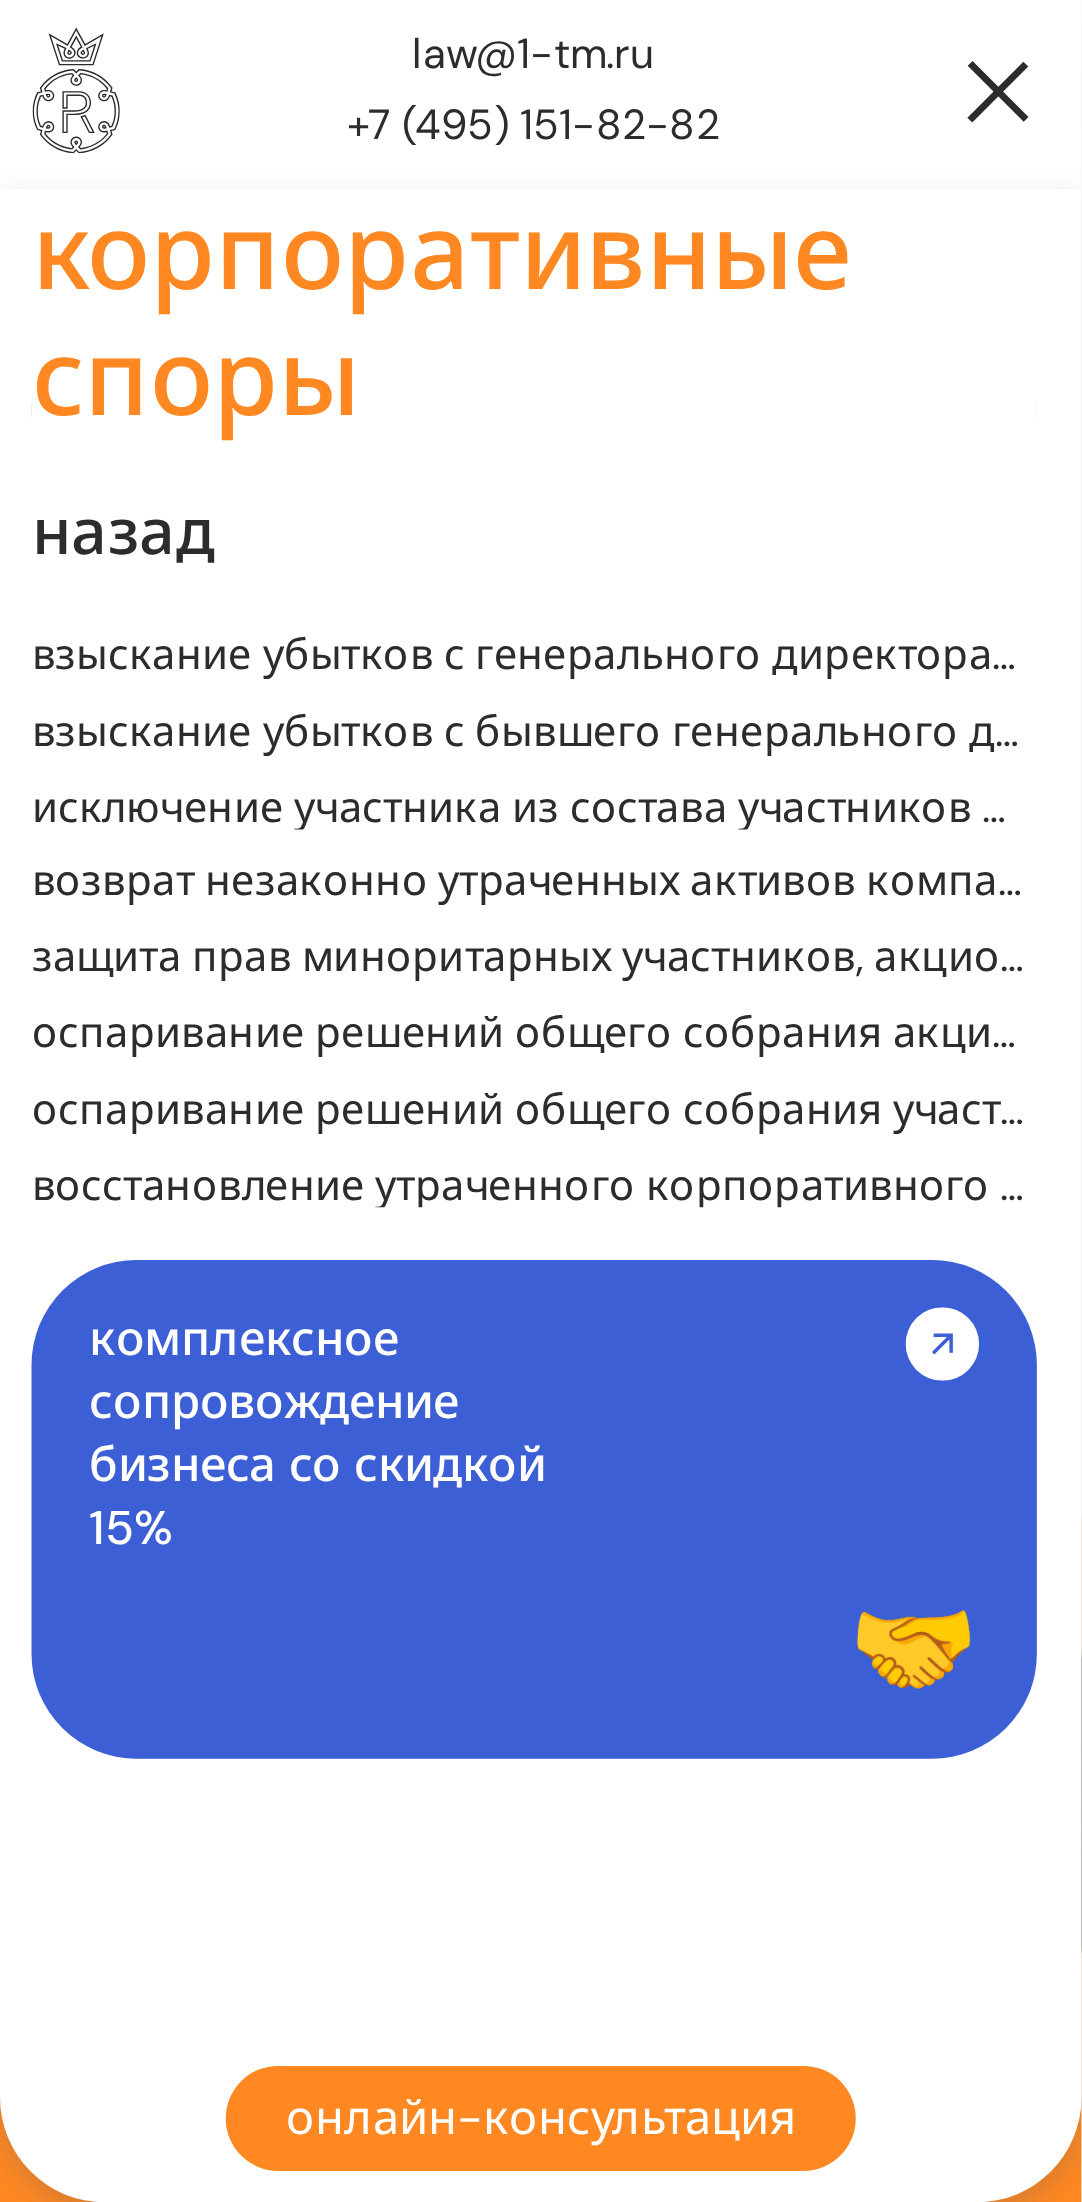 law@1-tm.ru
+7 (495) 151-82-82
R
корпоративные
споры
назад
взыскание убытков с генерального директора...
взыскание убытков с бывшего генерального д...
исключение участника из состава участников ...
возврат незаконно утраченных активов компа...
защита прав миноритарных участников, акцио...
оспаривание решений общего собрания акци...
оспаривание решений общего собрания участ...
восстановление утраченного корпоративного ...
комплексное
сопровождение
бизнеса со скидкой
15%
онлайн-консультация